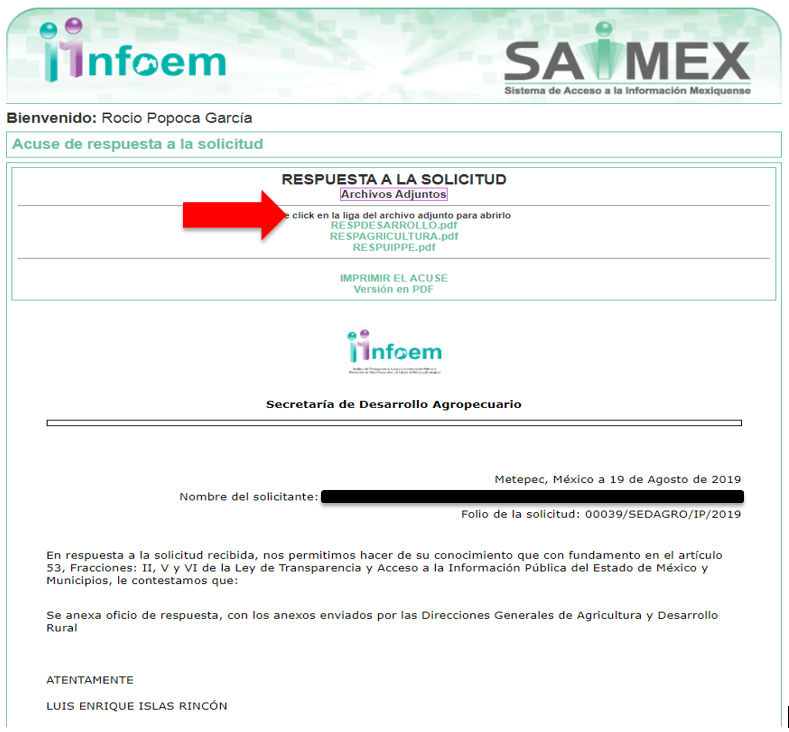 infoem
SAIMEX
Sistema de Acceso a la Información Mexiquense
Bienvenido: Rocio Popoca García
Acuse de respuesta a la solicitud
RESPUESTA A LA SOLICITUD
Archivos Adjuntos
click en la liga del archivo adjunto para abrirlo
RESPDESARROLLO.pdf
RESPAGRICULTURA.pdf
RESPUIPPE.pdf
IMPRIMIR EL ACUSE
Versión en PDF
infoem
Secretaría de Desarrollo Agropecuario
Metepec, México a 19 de Agosto de 2019
Nombre del solicitante:
Folio de la solicitud: 00039/SEDAGRO/IP/2019
En respuesta a la solicitud recibida, nos permitimos hacer de su conocimiento que con fundamento en el artículo
53, Fracciones: II, V y VI de la Ley de Transparencia y Acceso a la Información Pública del Estado de México y
Municipios, le contestamos que:
Se anexa oficio de respuesta, con los anexos enviados por las Direcciones Generales de Agricultura y Desarrollo
Rural
ATENTAMENTE
LUIS ENRIQUE ISLAS RINCÓN